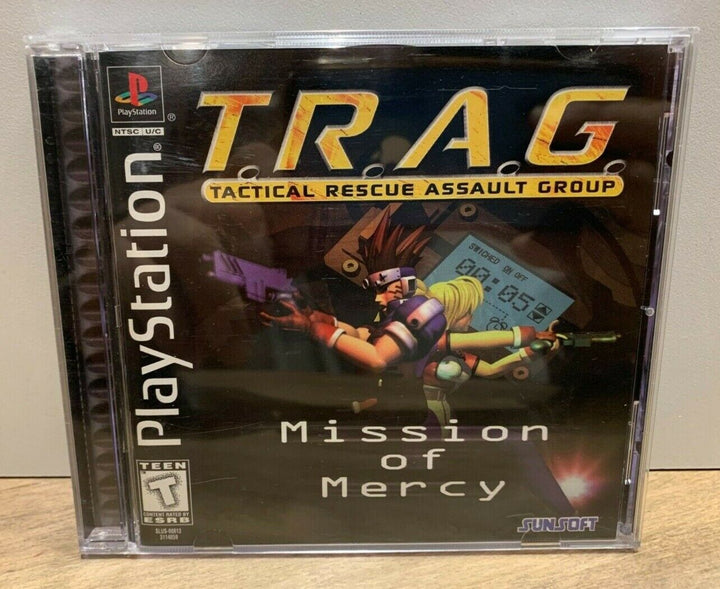 PlayStation
®
NTSC U/C
PlayStation®
T.R.A.G.
TACTICAL RESCUE ASSAULT GROUP
SWICHED ON OFF
00:05
Mission
of
Mercy
TEEN
T
CONTENT RATED BY
ESRB
SUNSOFT